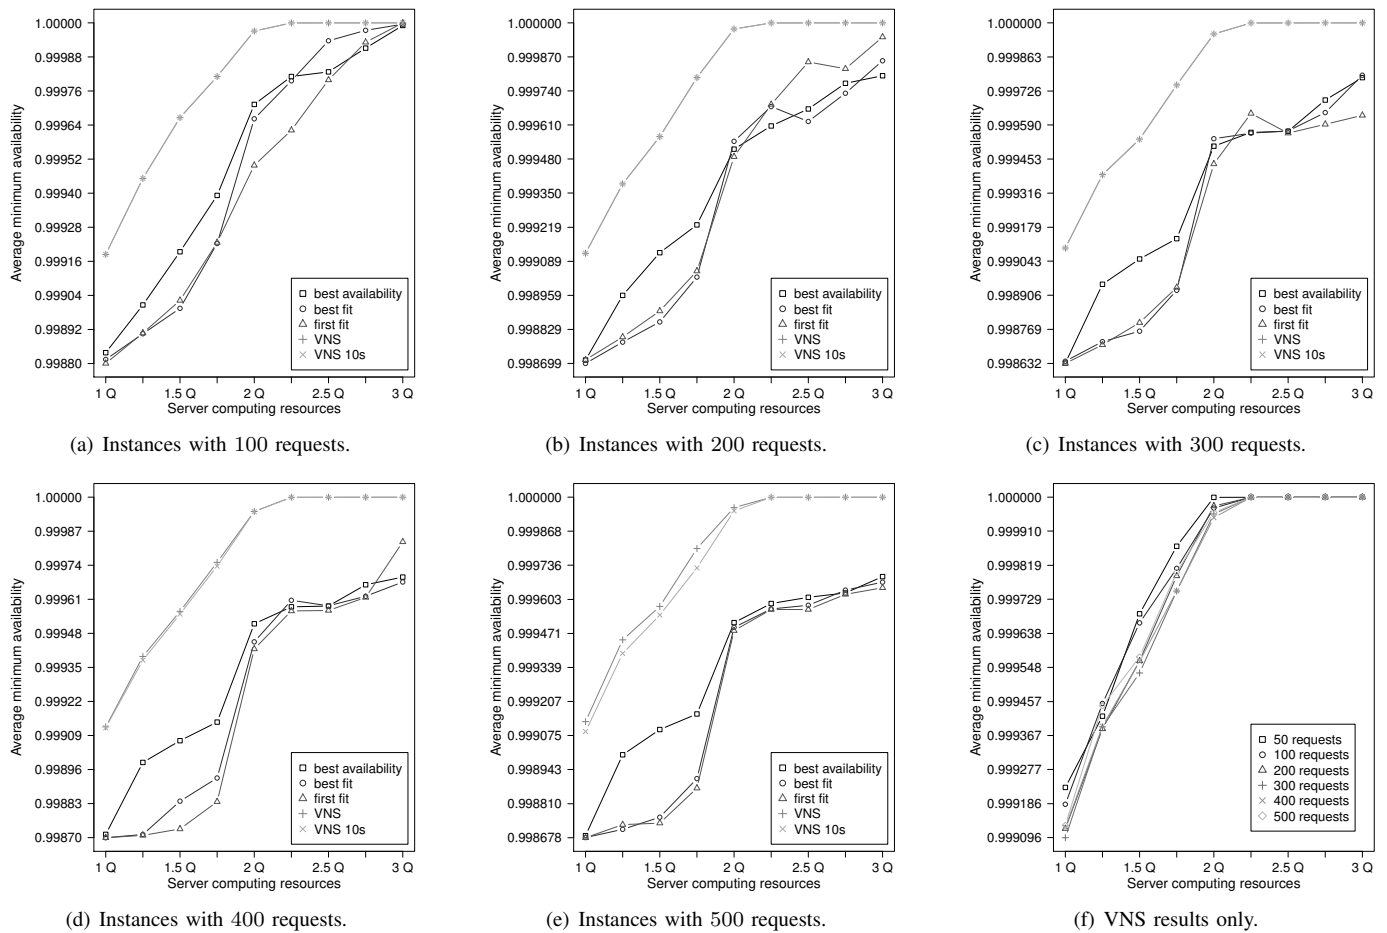 Average minimum availability
1.00000
0.99988
0.99976
0.99964
0.99952
0.99940
0.99928
0.99916
0.99904
0.99892
0.99880
best availability
best fit
first fit
VNS
VNS 10s
1 Q 1.5 Q 2 Q 2.5 Q 3 Q
Server computing resources
(a) Instances with 100 requests.
Average minimum availability
1.000000
0.999870
0.999740
0.999610
0.999480
0.999350
0.999219
0.999089
0.998959
0.998829
0.998699
best availability
best fit
first fit
VNS
VNS 10s
1 Q 1.5 Q 2 Q 2.5 Q 3 Q
Server computing resources
(b) Instances with 200 requests.
Average minimum availability
1.000000
0.999863
0.999726
0.999590
0.999453
0.999316
0.999179
0.999043
0.998906
0.998769
0.998632
best availability
best fit
first fit
VNS
VNS 10s
1 Q 1.5 Q 2 Q 2.5 Q 3 Q
Server computing resources
(c) Instances with 300 requests.
Average minimum availability
1.00000
0.99987
0.99974
0.99961
0.99948
0.99935
0.99922
0.99909
0.99896
0.99883
0.99870
best availability
best fit
first fit
VNS
VNS 10s
1 Q 1.5 Q 2 Q 2.5 Q 3 Q
Server computing resources
(d) Instances with 400 requests.
Average minimum availability
1.000000
0.999868
0.999736
0.999603
0.999471
0.999339
0.999207
0.999075
0.998943
0.998810
0.998678
best availability
best fit
first fit
VNS
VNS 10s
1 Q 1.5 Q 2 Q 2.5 Q 3 Q
Server computing resources
(e) Instances with 500 requests.
Average minimum availability
1.000000
0.999910
0.999819
0.999729
0.999638
0.999548
0.999457
0.999367
0.999277
0.999186
0.999096
50 requests
100 requests
200 requests
300 requests
400 requests
500 requests
1 Q 1.5 Q 2 Q 2.5 Q 3 Q
Server computing resources
(f) VNS results only.